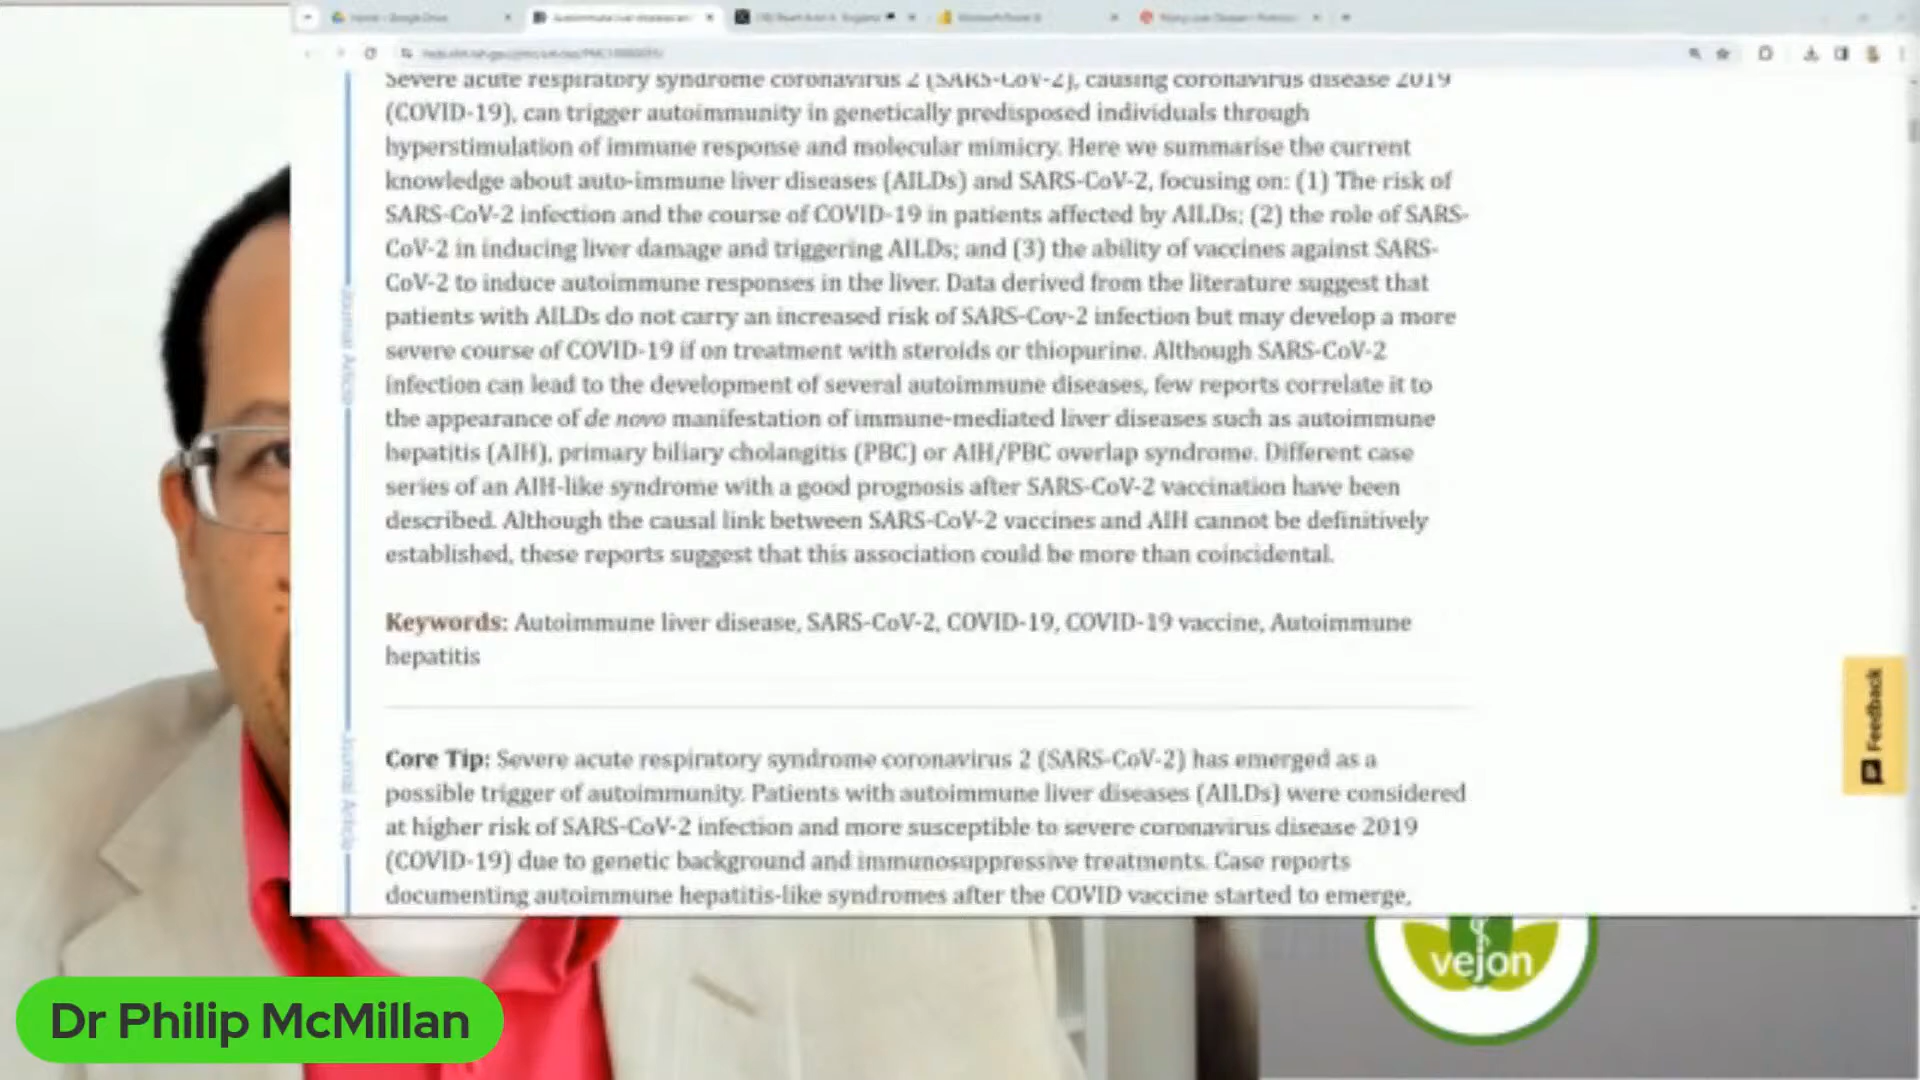 Severe acute respiratory syndrome coronavirus 2 (SARS-CoV-2), causing coronavirus disease 2019
(COVID-19), can trigger autoimmunity in genetically predisposed individuals through
hyperstimulation of immune response and molecular mimicry. Here we summarise the current
knowledge about auto-immune liver diseases (AILDs) and SARS-CoV-2, focusing on: (1) The risk of
SARS-CoV-2 infection and the course of COVID-19 in patients affected by AILDs; (2) the role of SARS-
CoV-2 in inducing liver damage and triggering AILDs; and (3) the ability of vaccines against SARS-
CoV-2 to induce autoimmune responses in the liver. Data derived from the literature suggest that
patients with AILDs do not carry an increased risk of SARS-Cov-2 infection but may develop a more
severe course of COVID-19 if on treatment with steroids or thiopurine. Although SARS-CoV-2
infection can lead to the development of several autoimmune diseases, few reports correlate it to
the appearance of de novo manifestation of immune-mediated liver diseases such as autoimmune
hepatitis (AIH), primary biliary cholangitis (PBC) or AIH/PBC overlap syndrome. Different case
series of an AIH-like syndrome with a good prognosis after SARS-CoV-2 vaccination have been
described. Although the causal link between SARS-CoV-2 vaccines and AIH cannot be definitively
established, these reports suggest that this association could be more than coincidental.
Keywords: Autoimmune liver disease, SARS-CoV-2, COVID-19, COVID-19 vaccine, Autoimmune
hepatitis
Core Tip: Severe acute respiratory syndrome coronavirus 2 (SARS-CoV-2) has emerged as a
possible trigger of autoimmunity. Patients with autoimmune liver diseases (AILDs) were considered
at higher risk of SARS-CoV-2 infection and more susceptible to severe coronavirus disease 2019
(COVID-19) due to genetic background and immunosuppressive treatments. Case reports
documenting autoimmune hepatitis-like syndromes after the COVID vaccine started to emerge,
Journal Article
Journal Article
Feedback
vejon
Dr Philip McMillan